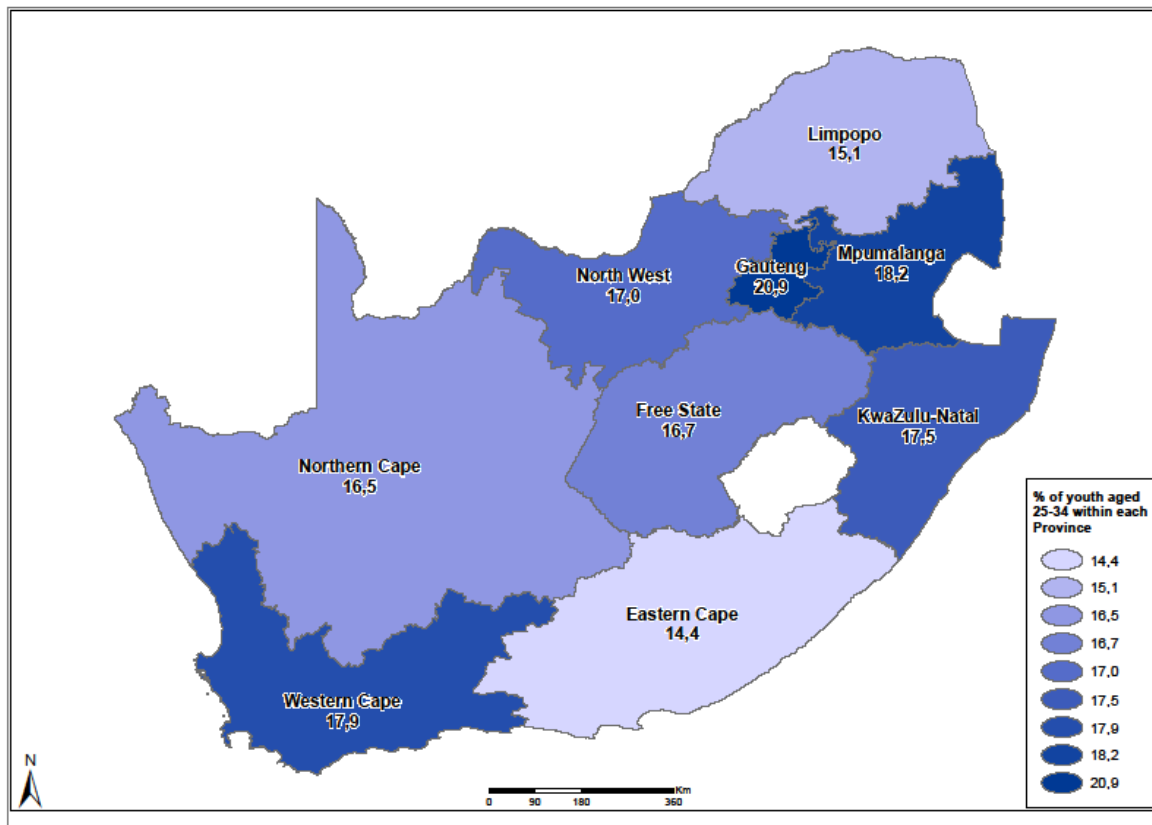 Limpopo
15,1
Mpumalanga
18,2
Gauteng
20,9
North West
17,0
Free State
16,7
KwaZulu-Natal
17,5
Northern Cape
16,5
Eastern Cape
14,4
Western Cape
17,9
% of youth aged
25-34 within each
Province
14,4
15,1
16,5
16,7
17,0
17,5
17,9
18,2
20,9
N
Km
0 90 180 360